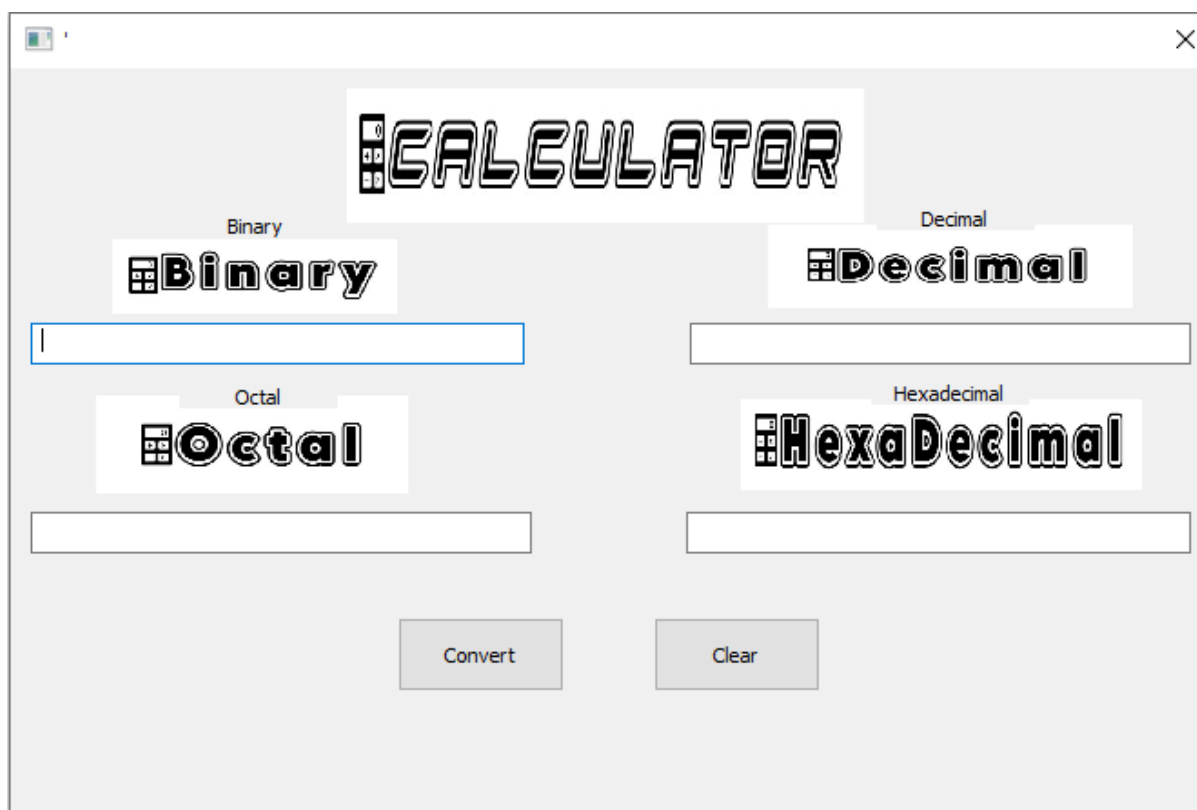 '
CALCULATOR
Binary
Binary
Decimal
Decimal
Octal
Octal
Hexadecimal
HexaDecimal
Convert
Clear